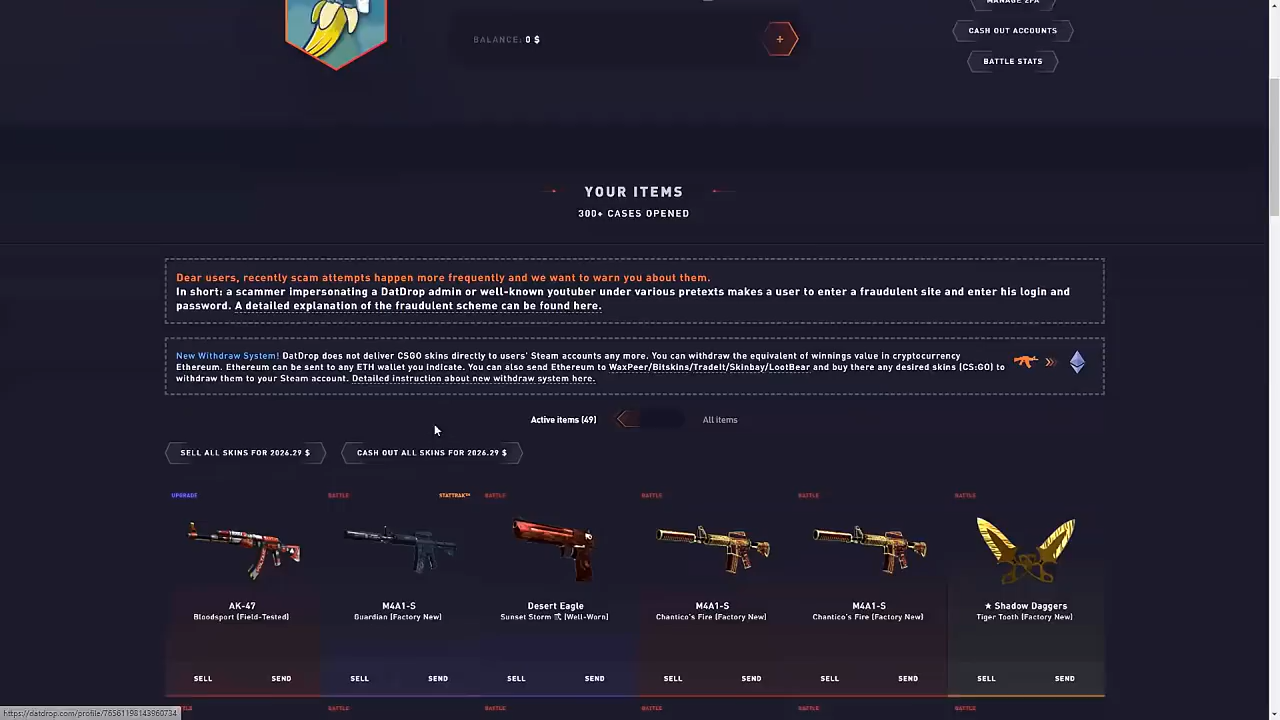 MANAGE 2FA
BALANCE: 0 $
+
CASH OUT ACCOUNTS
BATTLE STATS
YOUR ITEMS
300+ CASES OPENED
Dear users, recently scam attempts happen more frequently and we want to warn you about them.
In short: a scammer impersonating a DatDrop admin or well-known youtuber under various pretexts makes a user to enter a fraudulent site and enter his login and
password. A detailed explanation of the fraudulent scheme can be found here.
New Withdraw System! DatDrop does not deliver CSGO skins directly to users' Steam accounts any more. You can withdraw the equivalent of winnings value in cryptocurrency
Ethereum. Ethereum can be sent to any ETH wallet you indicate. You can also send Ethereum to WaxPeer/Bitskins/TradeIt/Skinbay/LootBear and buy there any desired skins (CS:GO) to
withdraw them to your Steam account. Detailed instruction about new withdraw system here.
Active items (49) All items
SELL ALL SKINS FOR 2026.29 $ CASH OUT ALL SKINS FOR 2026.29 $
UPGRADE BATTLE STATTRAK™ BATTLE BATTLE BATTLE BATTLE
AK-47 M4A1-S Desert Eagle M4A1-S M4A1-S ★ Shadow Daggers
Bloodsport (Field-Tested) Guardian (Factory New) Sunset Storm 弐 (Well-Worn) Chantico's Fire (Factory New) Chantico's Fire (Factory New) Tiger Tooth (Factory New)
SELL SEND SELL SEND SELL SEND SELL SEND SELL SEND SELL SEND
BATTLE BATTLE BATTLE BATTLE BATTLE
https://datdrop.com/profile/76561198143960734